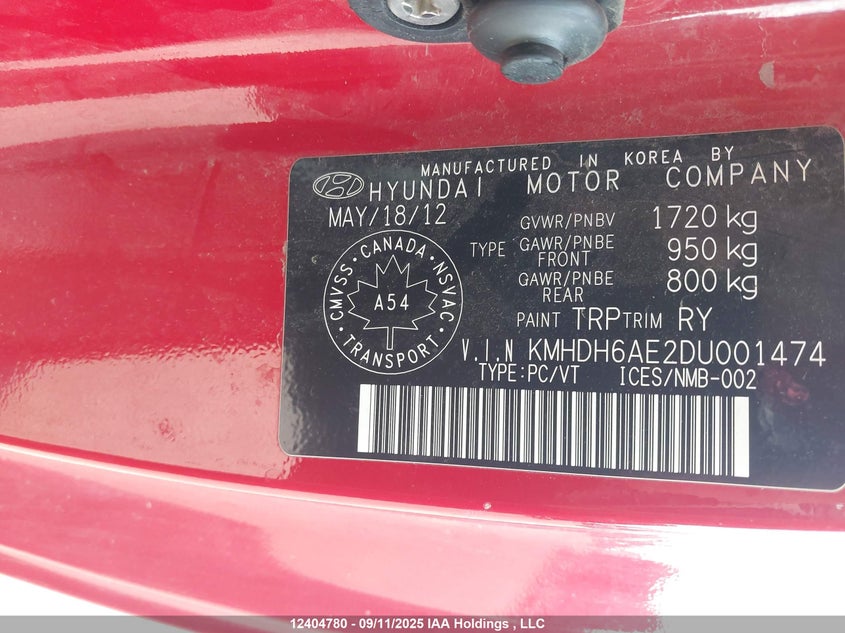 MANUFACTURED IN KOREA BY
HYUNDAI MOTOR COMPANY
MAY/18/12
GVWR/PNBV 1720 kg
TYPE GAWR/PNBE FRONT 950 kg
GAWR/PNBE REAR 800 kg
CMVSS · CANADA · NSVAC
A54
TRANSPORT
PAINT TRP TRIM RY
V.I.N KMHDH6AE2DU001474
TYPE:PC/VT ICES/NMB-002
12404780 - 09/11/2025 IAA Holdings , LLC